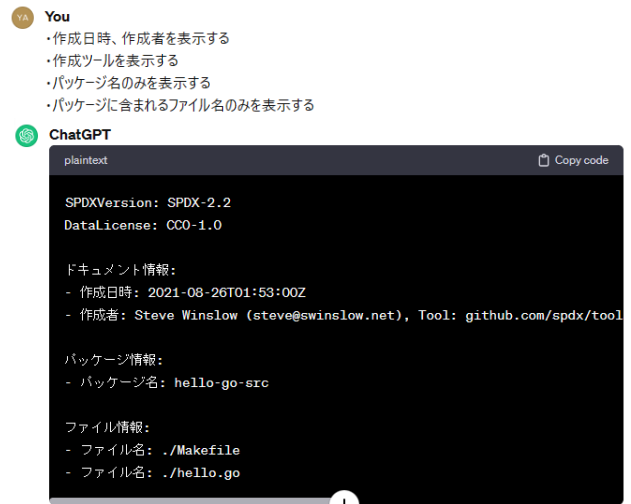 YA You
・作成日時、作成者を表示する
・作成ツールを表示する
・パッケージ名のみを表示する
・パッケージに含まれるファイル名のみを表示する
ChatGPT
plaintext Copy code
SPDXVersion: SPDX-2.2
DataLicense: CC0-1.0
ドキュメント情報:
- 作成日時: 2021-08-26T01:53:00Z
- 作成者: Steve Winslow (steve@swinslow.net), Tool: github.com/spdx/tool
パッケージ情報:
- パッケージ名: hello-go-src
ファイル情報:
- ファイル名: ./Makefile
- ファイル名: ./hello.go